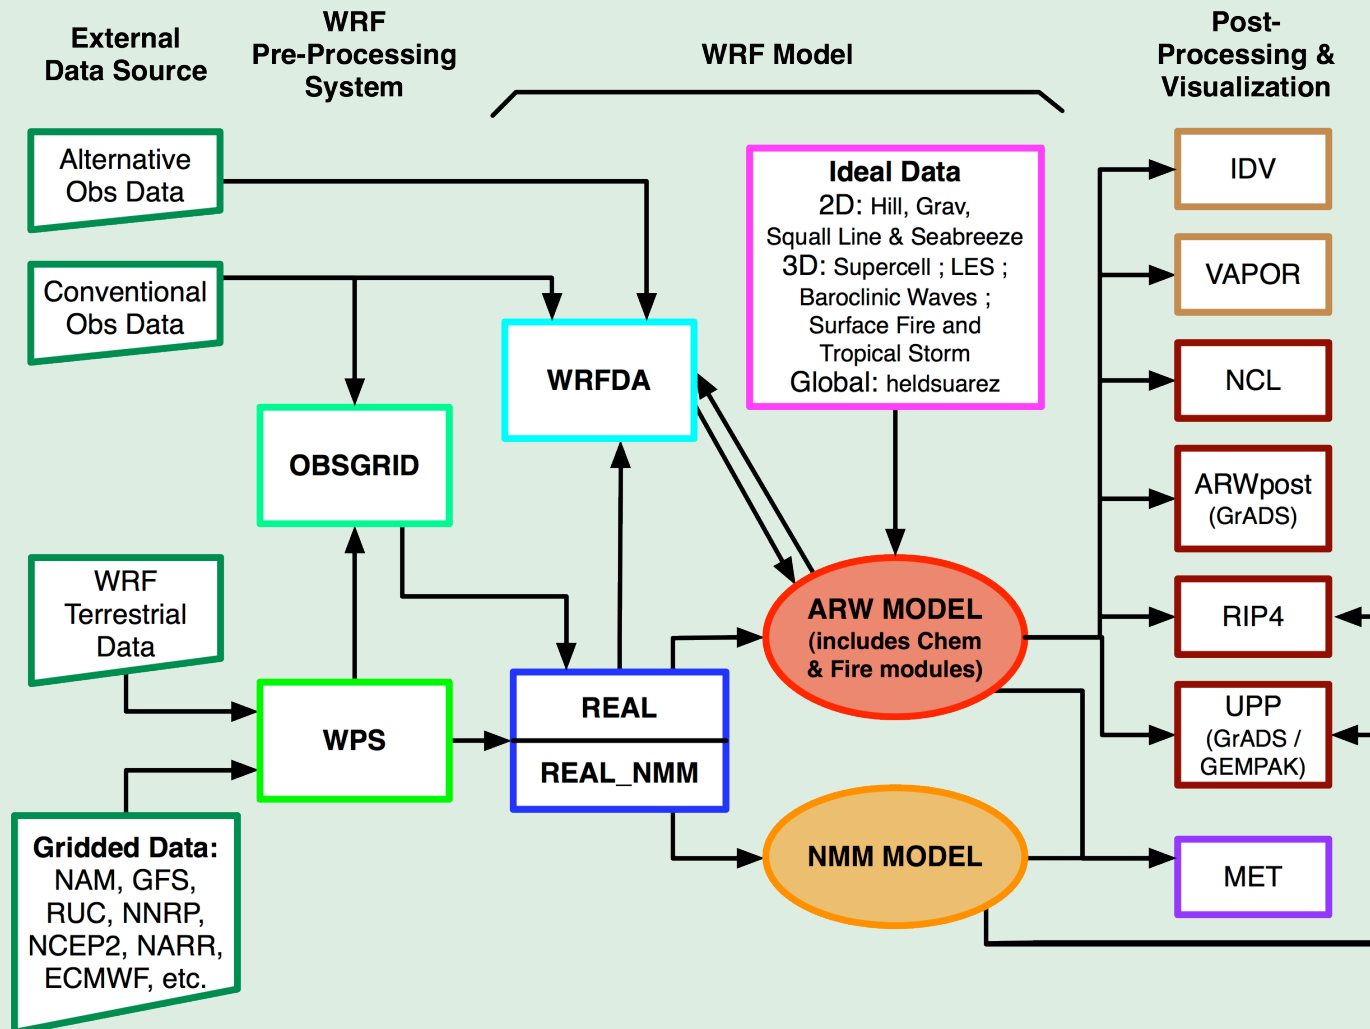 External
Data Source
WRF
Pre-Processing
System
WRF Model
Post-
Processing &
Visualization
Alternative
Obs Data
Conventional
Obs Data
WRF
Terrestrial
Data
Gridded Data:
NAM, GFS,
RUC, NNRP,
NCEP2, NARR,
ECMWF, etc.
OBSGRID
WPS
WRFDA
REAL
REAL_NMM
Ideal Data
2D: Hill, Grav,
Squall Line & Seabreeze
3D: Supercell ; LES ;
Baroclinic Waves ;
Surface Fire and
Tropical Storm
Global: heldsuarez
ARW MODEL
(includes Chem
& Fire modules)
NMM MODEL
IDV
VAPOR
NCL
ARWpost
(GrADS)
RIP4
UPP
(GrADS /
GEMPAK)
MET